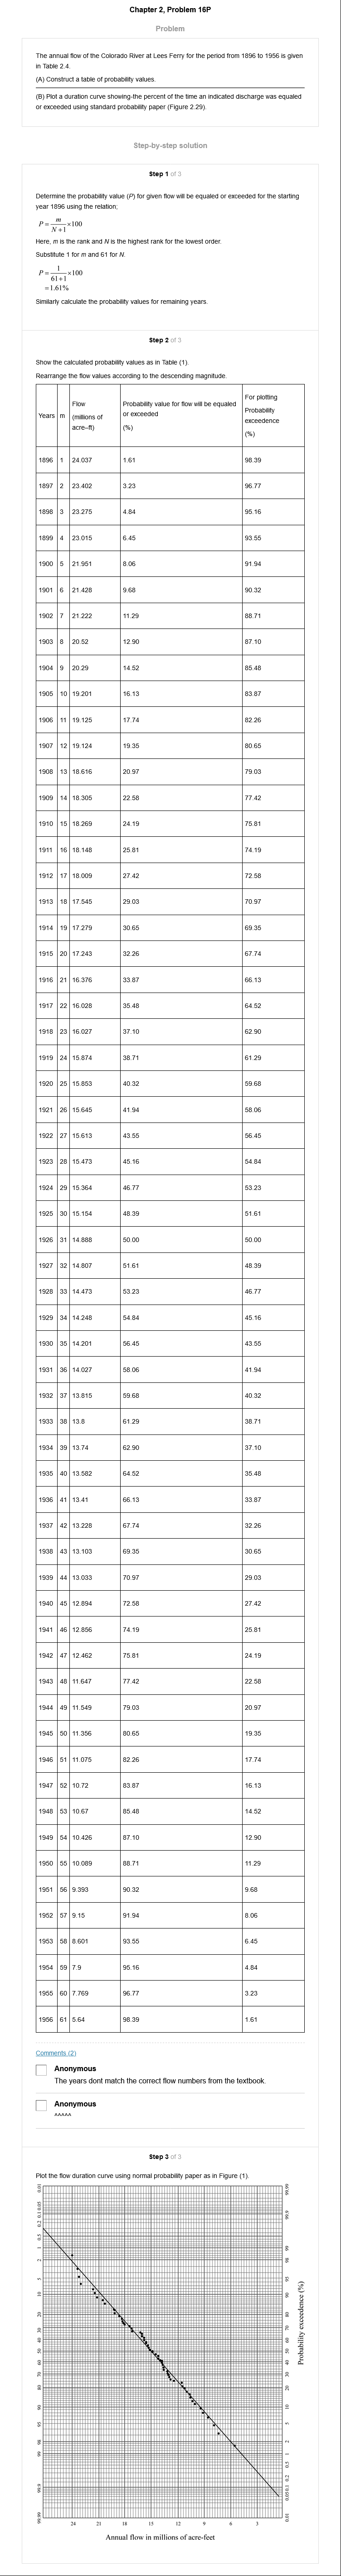 Chapter 2, Problem 16P
Problem
The annual flow of the Colorado River at Lees Ferry for the period from 1896 to 1956 is given
in Table 2.4.
(A) Construct a table of probability values.
(B) Plot a duration curve showing-the percent of the time an indicated discharge was equaled
or exceeded using standard probability paper (Figure 2.29).
Step-by-step solution
Step 1 of 3
Determine the probability value (P) for given flow will be equaled or exceeded for the starting
year 1896 using the relation;
P = m / N+1 ×100
Here, m is the rank and N is the highest rank for the lowest order.
Substitute 1 for m and 61 for N.
P = 1 / 61+1 ×100
= 1.61%
Similarly calculate the probability values for remaining years.
Step 2 of 3
Show the calculated probability values as in Table (1).
Rearrange the flow values according to the descending magnitude.
Years m Flow (millions of acre–ft) Probability value for flow will be equaled or exceeded (%) For plotting Probability exceedence (%)
1896 1 24.037 1.61 98.39
1897 2 23.402 3.23 96.77
1898 3 23.275 4.84 95.16
1899 4 23.015 6.45 93.55
1900 5 21.951 8.06 91.94
1901 6 21.428 9.68 90.32
1902 7 21.222 11.29 88.71
1903 8 20.52 12.90 87.10
1904 9 20.29 14.52 85.48
1905 10 19.201 16.13 83.87
1906 11 19.125 17.74 82.26
1907 12 19.124 19.35 80.65
1908 13 18.616 20.97 79.03
1909 14 18.305 22.58 77.42
1910 15 18.269 24.19 75.81
1911 16 18.148 25.81 74.19
1912 17 18.009 27.42 72.58
1913 18 17.545 29.03 70.97
1914 19 17.279 30.65 69.35
1915 20 17.243 32.26 67.74
1916 21 16.376 33.87 66.13
1917 22 16.028 35.48 64.52
1918 23 16.027 37.10 62.90
1919 24 15.874 38.71 61.29
1920 25 15.853 40.32 59.68
1921 26 15.645 41.94 58.06
1922 27 15.613 43.55 56.45
1923 28 15.473 45.16 54.84
1924 29 15.364 46.77 53.23
1925 30 15.154 48.39 51.61
1926 31 14.888 50.00 50.00
1927 32 14.807 51.61 48.39
1928 33 14.473 53.23 46.77
1929 34 14.248 54.84 45.16
1930 35 14.201 56.45 43.55
1931 36 14.027 58.06 41.94
1932 37 13.815 59.68 40.32
1933 38 13.8 61.29 38.71
1934 39 13.74 62.90 37.10
1935 40 13.582 64.52 35.48
1936 41 13.41 66.13 33.87
1937 42 13.228 67.74 32.26
1938 43 13.103 69.35 30.65
1939 44 13.033 70.97 29.03
1940 45 12.894 72.58 27.42
1941 46 12.856 74.19 25.81
1942 47 12.462 75.81 24.19
1943 48 11.647 77.42 22.58
1944 49 11.549 79.03 20.97
1945 50 11.356 80.65 19.35
1946 51 11.075 82.26 17.74
1947 52 10.72 83.87 16.13
1948 53 10.67 85.48 14.52
1949 54 10.426 87.10 12.90
1950 55 10.089 88.71 11.29
1951 56 9.393 90.32 9.68
1952 57 9.15 91.94 8.06
1953 58 8.601 93.55 6.45
1954 59 7.9 95.16 4.84
1955 60 7.769 96.77 3.23
1956 61 5.64 98.39 1.61
Comments (2)
Anonymous
The years dont match the correct flow numbers from the textbook.
Anonymous
^^^^^
Step 3 of 3
Plot the flow duration curve using normal probability paper as in Figure (1).
0.01 0.05 0.1 0.2 0.5 1 2 5 10 20 30 40 50 60 70 80 90 95 98 99 99.9 99.99
99.99 99.9 99 98 95 90 80 70 60 50 40 30 20 10 5 2 1 0.5 0.2 0.1 0.05 0.01
Probability exceedence (%)
24 21 18 15 12 9 6 3
Annual flow in millions of acre-feet